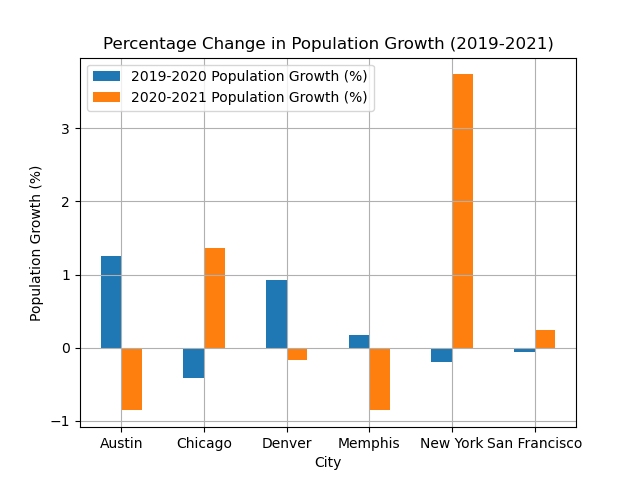 Percentage Change in Population Growth (2019-2021)
2019-2020 Population Growth (%)
2020-2021 Population Growth (%)
Population Growth (%)
3
2
1
0
−1
Austin Chicago Denver Memphis New York San Francisco
City